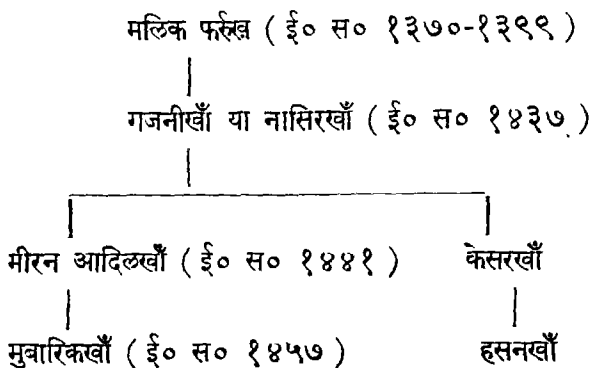 मलिक फर्रुख़ ( ई० स० १३७०-१३९९ )
गजनीखाँ या नासिरखाँ ( ई० स० १४३७ )
मीरन आदिलखाँ ( ई० स० १४४१ ) केसरखाँ
मुबारिकखाँ ( ई० स० १४५७ ) हसनखाँ